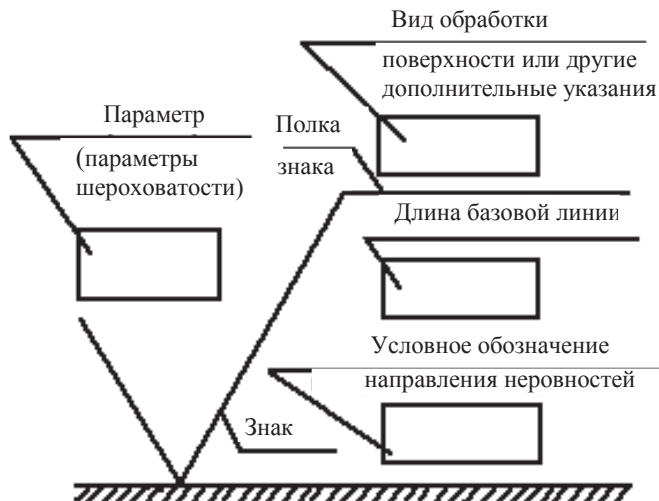 Вид обработки
поверхности или другие
дополнительные указания
Параметр
(параметры
шероховатости)
Полка
знака
Длина базовой линии
Условное обозначение
направления неровностей
Знак